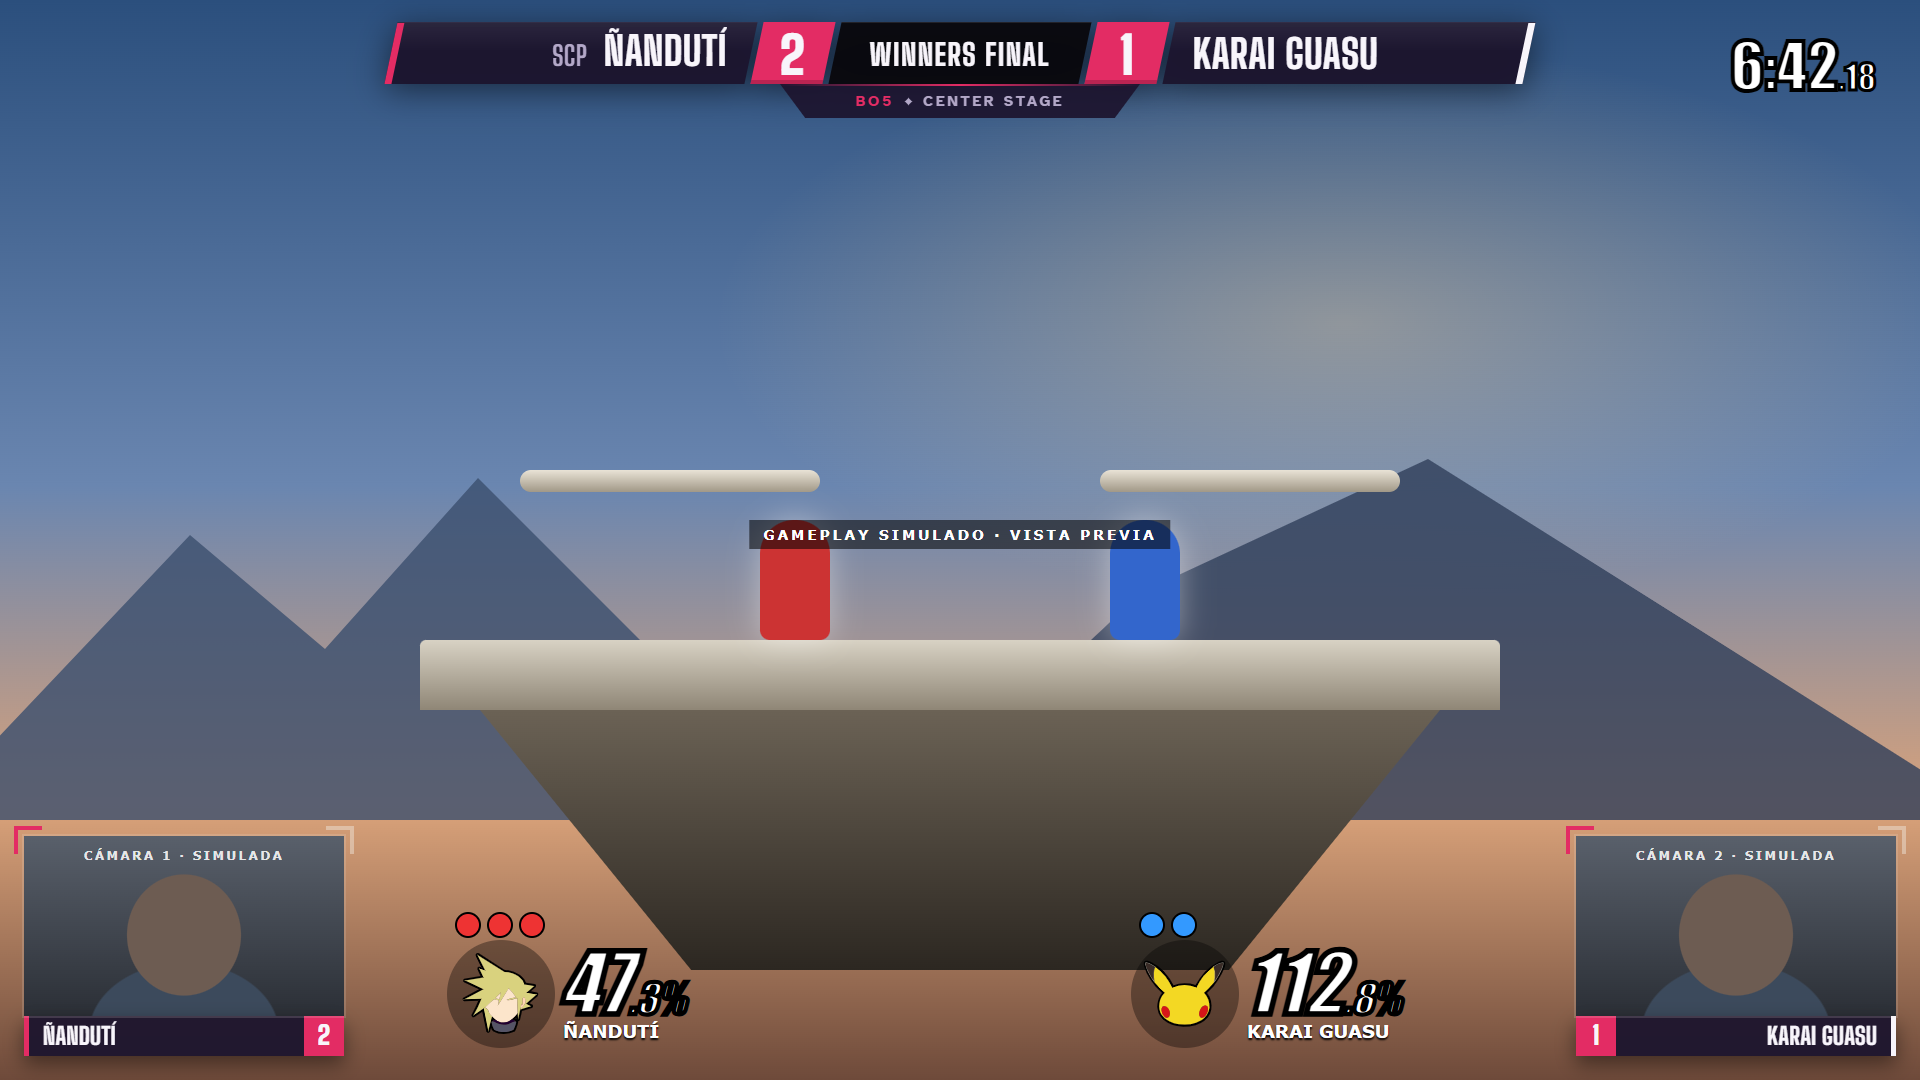 SCP ÑANDUTÍ 2 WINNERS FINAL 1 KARAI GUASU
6:42.18
BO5 ⬥ CENTER STAGE
GAMEPLAY SIMULADO · VISTA PREVIA
CÁMARA 1 · SIMULADA
CÁMARA 2 · SIMULADA
47.3%
112.8%
ÑANDUTÍ
KARAI GUASU
ÑANDUTÍ 2
1 KARAI GUASU